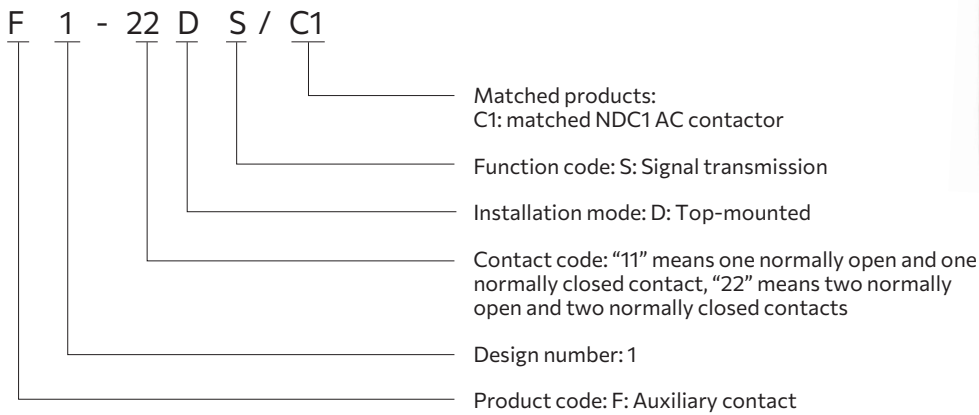 F 1 - 22 D S / C1
Matched products:
C1: matched NDC1 AC contactor
Function code: S: Signal transmission
Installation mode: D: Top-mounted
Contact code: “11” means one normally open and one
normally closed contact, “22” means two normally
open and two normally closed contacts
Design number: 1
Product code: F: Auxiliary contact